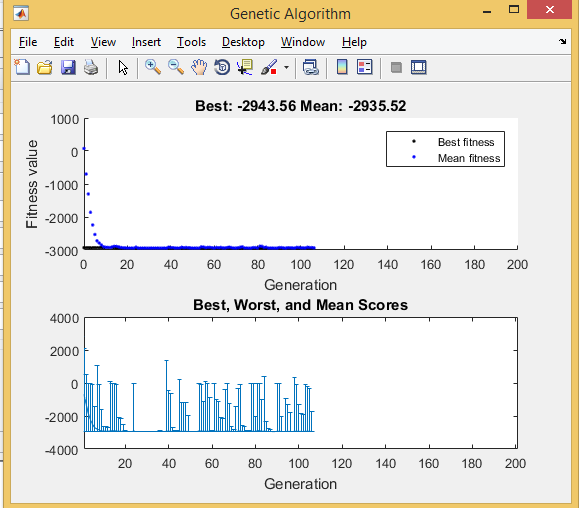 Genetic Algorithm
File Edit View Insert Tools Desktop Window Help
Best: -2943.56 Mean: -2935.52
1000
0
-1000
-2000
-3000
Fitness value
Best fitness
Mean fitness
0 20 40 60 80 100 120 140 160 180 200
Generation
Best, Worst, and Mean Scores
4000
2000
0
-2000
-4000
20 40 60 80 100 120 140 160 180 200
Generation